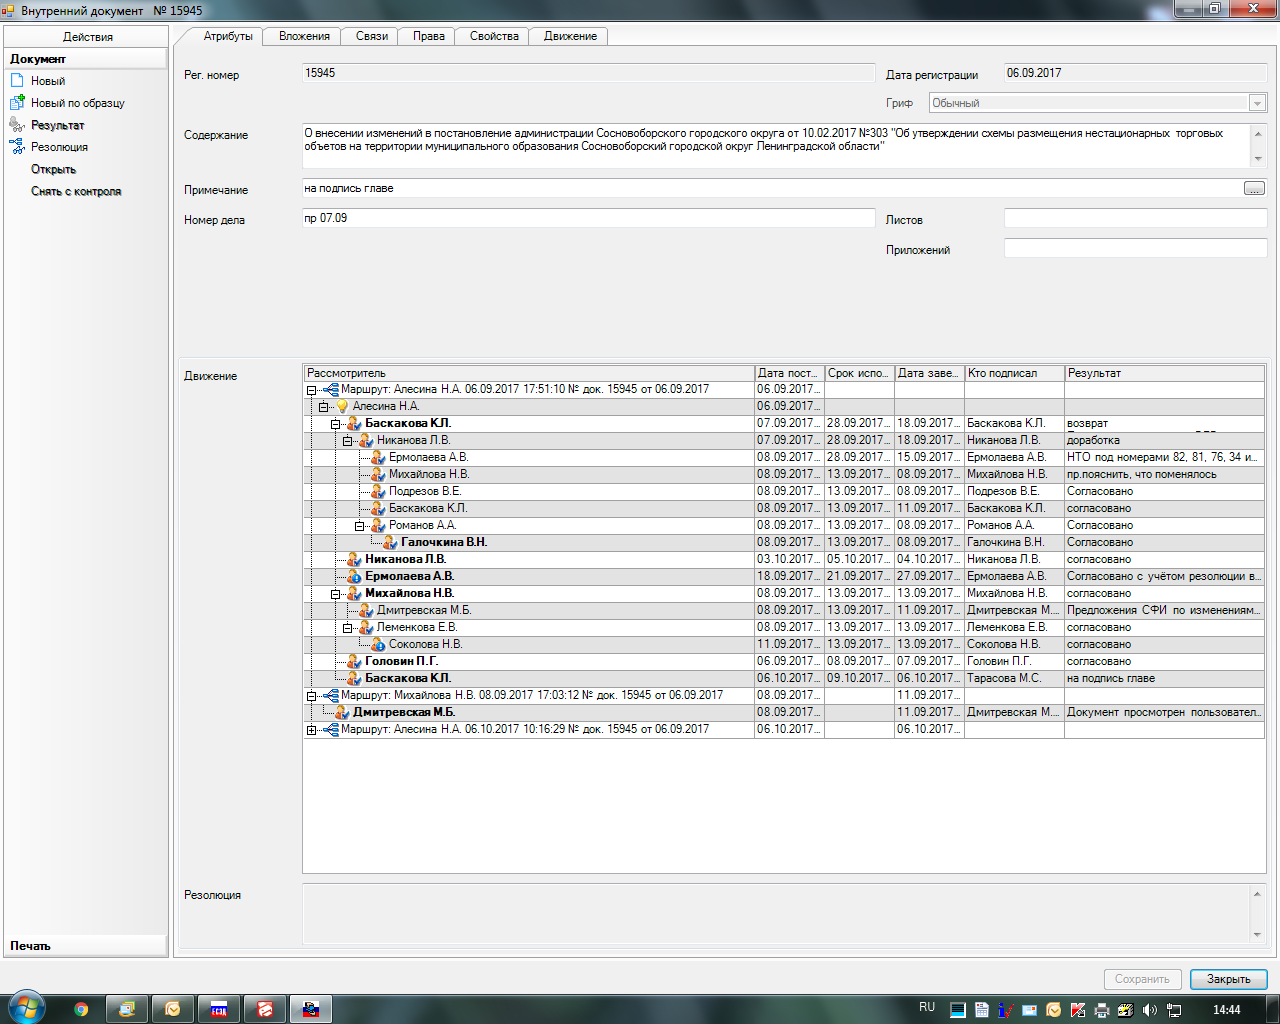 Внутренний документ № 15945
Действия
Документ
Новый
Новый по образцу
Результат
Резолюция
Открыть
Снять с контроля
Печать
Атрибуты Вложения Связи Права Свойства Движение
Рег. номер 15945 Дата регистрации 06.09.2017
Гриф Обычный
Содержание О внесении изменений в постановление администрации Сосновоборского городского округа от 10.02.2017 №303 "Об утверждении схемы размещения нестационарных торговых
объетов на территории муниципального образования Сосновоборский городской округ Ленинградской области"
Примечание на подпись главе ...
Номер дела пр 07.09 Листов
Приложений
Движение
Рассмотритель Дата пост... Срок испо... Дата заве... Кто подписал Результат
Маршрут: Алесина Н.А. 06.09.2017 17:51:10 № док. 15945 от 06.09.2017 06.09.2017...
Алесина Н.А. 06.09.2017...
Баскакова К.Л. 07.09.2017... 28.09.2017... 18.09.2017... Баскакова К.Л. возврат
Никанова Л.В. 07.09.2017... 28.09.2017... 18.09.2017... Никанова Л.В. доработка
Ермолаева А.В. 08.09.2017... 28.09.2017... 15.09.2017... Ермолаева А.В. НТО под номерами 82, 81, 76, 34 и...
Михайлова Н.В. 08.09.2017... 13.09.2017... 08.09.2017... Михайлова Н.В. пр.пояснить, что поменялось
Подрезов В.Е. 08.09.2017... 13.09.2017... 08.09.2017... Подрезов В.Е. Согласовано
Баскакова К.Л. 08.09.2017... 13.09.2017... 11.09.2017... Баскакова К.Л. согласовано
Романов А.А. 08.09.2017... 13.09.2017... 08.09.2017... Романов А.А. Согласовано
Галочкина В.Н. 08.09.2017... 13.09.2017... 08.09.2017... Галочкина В.Н. Согласовано
Никанова Л.В. 03.10.2017... 05.10.2017... 04.10.2017... Никанова Л.В. согласовано
Ермолаева А.В. 18.09.2017... 21.09.2017... 27.09.2017... Ермолаева А.В. Согласовано с учётом резолюции в...
Михайлова Н.В. 08.09.2017... 13.09.2017... 13.09.2017... Михайлова Н.В. согласовано
Дмитревская М.Б. 08.09.2017... 13.09.2017... 11.09.2017... Дмитревская М.... Предложения СФИ по изменениям...
Леменкова Е.В. 08.09.2017... 13.09.2017... 13.09.2017... Леменкова Е.В. согласовано
Соколова Н.В. 11.09.2017... 13.09.2017... 13.09.2017... Соколова Н.В. согласовано
Головин П.Г. 06.09.2017... 08.09.2017... 07.09.2017... Головин П.Г. согласовано
Баскакова К.Л. 06.10.2017... 09.10.2017... 06.10.2017... Тарасова М.С. на подпись главе
Маршрут: Михайлова Н.В. 08.09.2017 17:03:12 № док. 15945 от 06.09.2017 08.09.2017... 11.09.2017...
Дмитревская М.Б. 08.09.2017... 11.09.2017... Дмитревская М.... Документ просмотрен пользовател...
Маршрут: Алесина Н.А. 06.10.2017 10:16:29 № док. 15945 от 06.09.2017 06.10.2017... 06.10.2017...
Резолюция
Сохранить Закрыть
RU 14:44